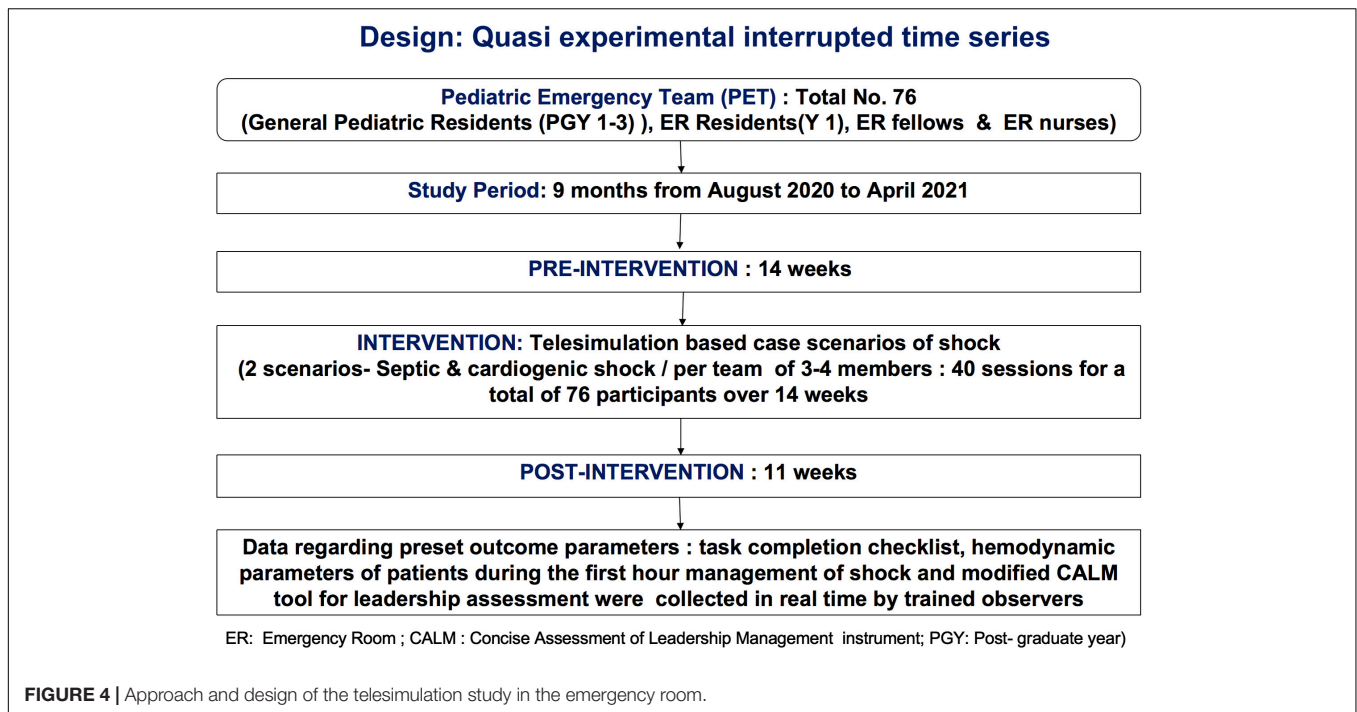 Design: Quasi experimental interrupted time series
Pediatric Emergency Team (PET) : Total No. 76
(General Pediatric Residents (PGY 1-3) ), ER Residents(Y 1), ER fellows & ER nurses)
Study Period: 9 months from August 2020 to April 2021
PRE-INTERVENTION : 14 weeks
INTERVENTION: Telesimulation based case scenarios of shock
(2 scenarios- Septic & cardiogenic shock / per team of 3-4 members : 40 sessions for a
total of 76 participants over 14 weeks
POST-INTERVENTION : 11 weeks
Data regarding preset outcome parameters : task completion checklist, hemodynamic
parameters of patients during the first hour management of shock and modified CALM
tool for leadership assessment were collected in real time by trained observers
ER: Emergency Room ; CALM : Concise Assessment of Leadership Management instrument; PGY: Post- graduate year)
FIGURE 4 | Approach and design of the telesimulation study in the emergency room.